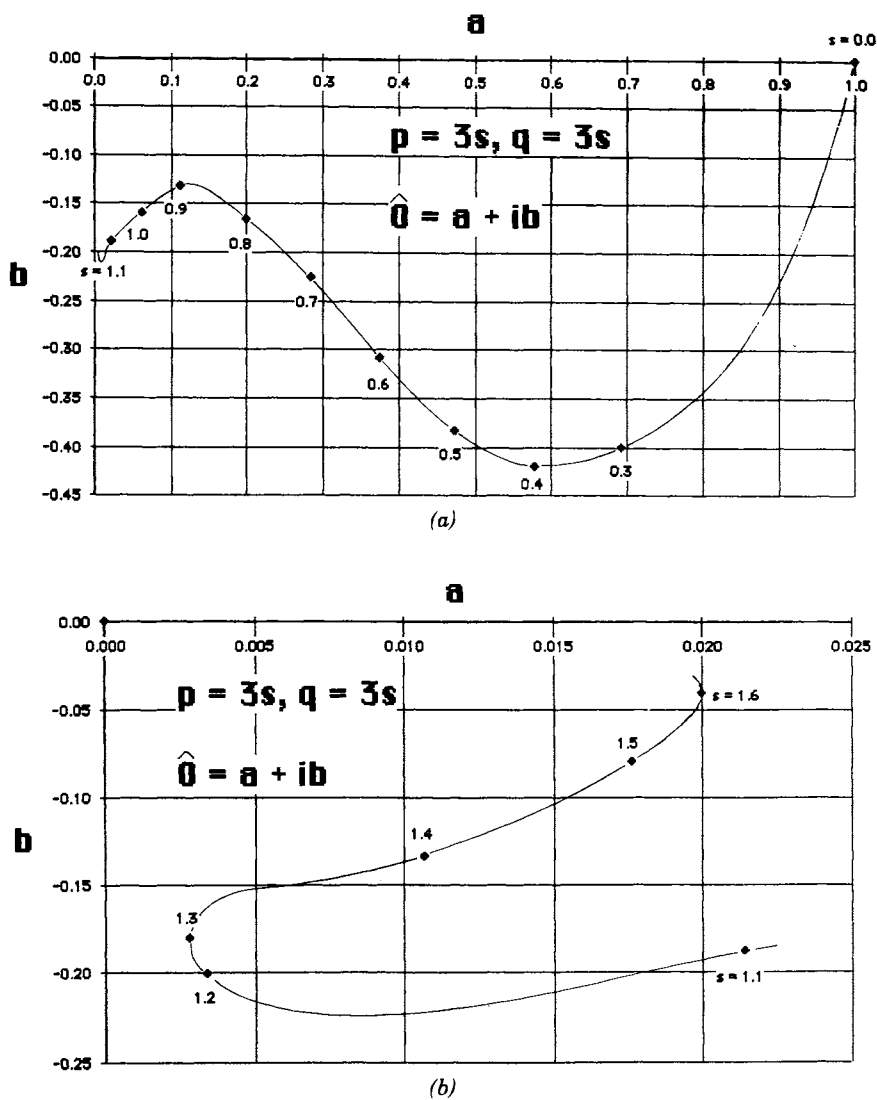 a
s = 0.0
0.00
0.0 0.1 0.2 0.3 0.4 0.5 0.6 0.7 0.8 0.9 1.0
-0.05
-0.10
p = 3s, q = 3s
-0.15
0.9
1.0
0.8
Ô = a + ib
-0.20
b
s = 1.1
-0.25
0.7
-0.30
-0.35
0.6
-0.40
0.5
0.3
0.4
-0.45
(a)
a
0.00
0.000 0.005 0.010 0.015 0.020 0.025
p = 3s, q = 3s
s = 1.6
-0.05
1.5
Ô = a + ib
-0.10
b
1.4
-0.15
1.3
-0.20
1.2
s = 1.1
-0.25
(b)